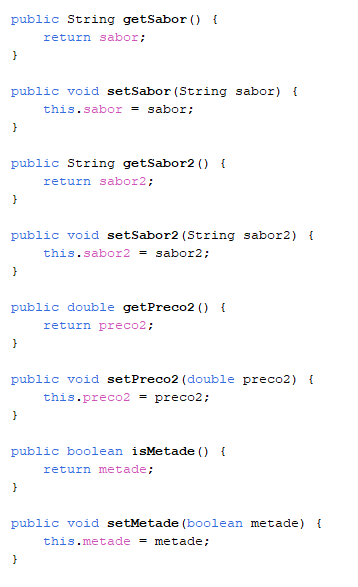 public String getSabor() {
    return sabor;
}

public void setSabor(String sabor) {
    this.sabor = sabor;
}

public String getSabor2() {
    return sabor2;
}

public void setSabor2(String sabor2) {
    this.sabor2 = sabor2;
}

public double getPreco2() {
    return preco2;
}

public void setPreco2(double preco2) {
    this.preco2 = preco2;
}

public boolean isMetade() {
    return metade;
}

public void setMetade(boolean metade) {
    this.metade = metade;
}